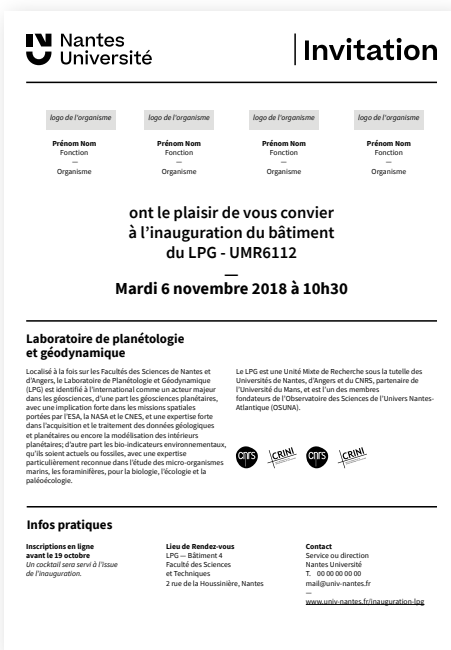 Nantes
Université
Invitation
logo de l'organisme
logo de l'organisme
logo de l'organisme
logo de l'organisme
Prénom Nom
Fonction
—
Organisme
Prénom Nom
Fonction
—
Organisme
Prénom Nom
Fonction
—
Organisme
Prénom Nom
Fonction
—
Organisme
ont le plaisir de vous convier
à l'inauguration du bâtiment
du LPG - UMR6112
—
Mardi 6 novembre 2018 à 10h30
Laboratoire de planétologie
et géodynamique
Localisé à la fois sur les Facultés des Sciences de Nantes et
d'Angers, le Laboratoire de Planétologie et Géodynamique
(LPG) est identifié à l'international comme un acteur majeur
dans les géosciences, d'une part les géosciences planétaires,
avec une implication forte dans les missions spatiales
portées par l'ESA, la NASA et le CNES, et une expertise forte
dans l'acquisition et le traitement des données géologiques
et planétaires ou encore la modélisation des intérieurs
planétaires; d'autre part les bio-indicateurs environnementaux,
qu'ils soient actuels ou fossiles, avec une expertise
particulièrement reconnue dans l'étude des micro-organismes
marins, les foraminifères, pour la biologie, l'écologie et la
paléoécologie.
Le LPG est une Unité Mixte de Recherche sous la tutelle des
Universités de Nantes, d'Angers et du CNRS, partenaire de
l'Université du Mans, et est l'un des membres
fondateurs de l'Observatoire des Sciences de l'Univers Nantes-
Atlantique (OSUNA).
cnrs
CRINI
cnrs
CRINI
Infos pratiques
Inscriptions en ligne
avant le 19 octobre
Un cocktail sera servi à l'issue
de l'inauguration.
Lieu de Rendez-vous
LPG — Bâtiment 4
Faculté des Sciences
et Techniques
2 rue de la Houssinière, Nantes
Contact
Service ou direction
Nantes Université
T. 00 00 00 00 00
mail@univ-nantes.fr
—
www.univ-nantes.fr/inauguration-lpg